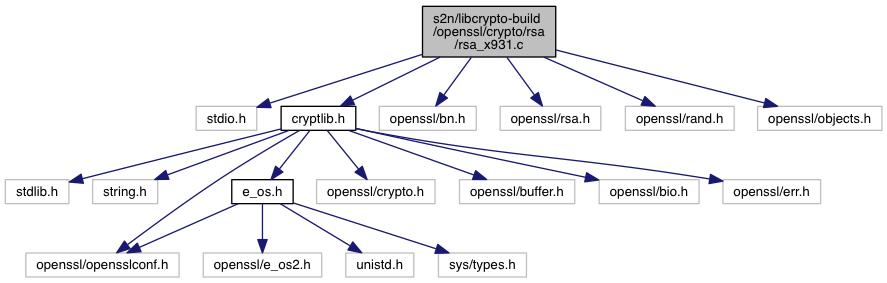 s2n/libcrypto-build
/openssl/crypto/rsa
/rsa_x931.c
stdio.h
cryptlib.h
openssl/bn.h
openssl/rsa.h
openssl/rand.h
openssl/objects.h
stdlib.h
string.h
e_os.h
openssl/crypto.h
openssl/buffer.h
openssl/bio.h
openssl/err.h
openssl/opensslconf.h
openssl/e_os2.h
unistd.h
sys/types.h